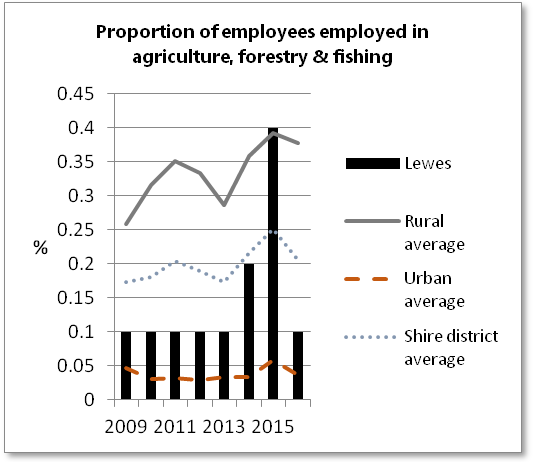 Proportion of employees employed in
agriculture, forestry & fishing
0.45
0.4
0.35
0.3
0.25
0.2
0.15
0.1
0.05
0
%
2009 2011 2013 2015
Lewes
Rural
average
Urban
average
Shire district
average